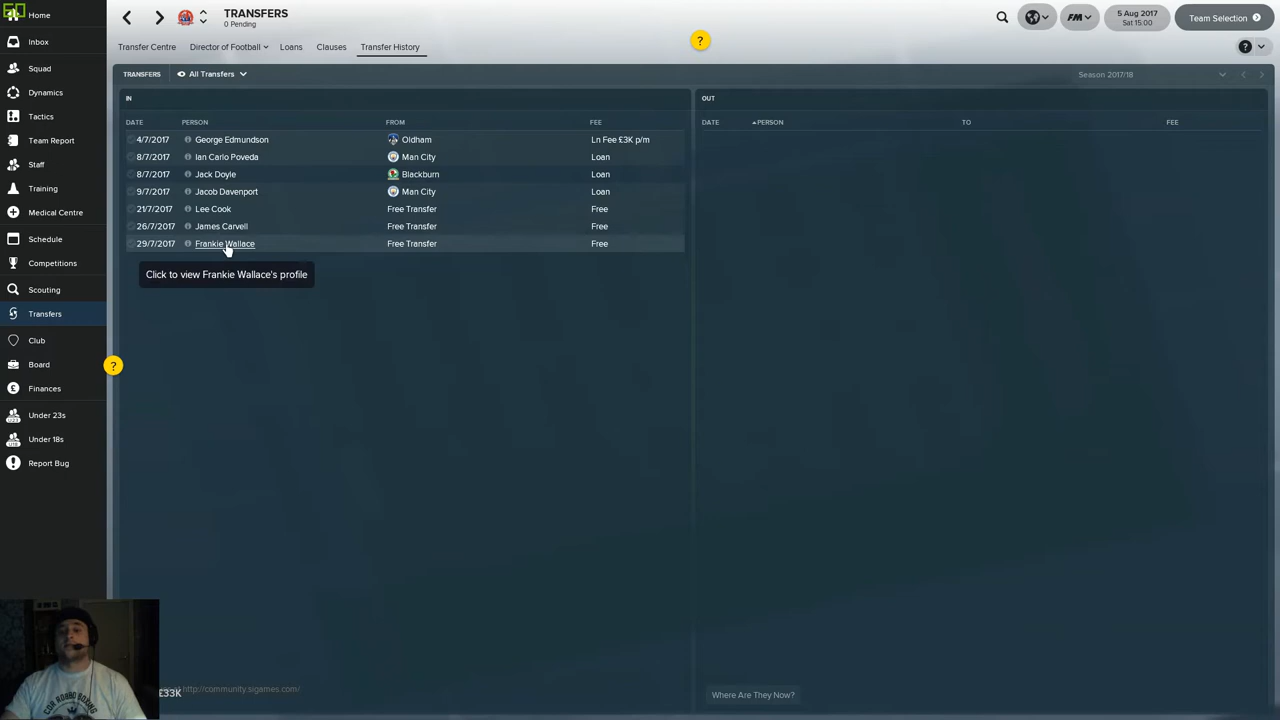 Home
TRANSFERS
0 Pending
FM
5 Aug 2017
Sat 15:00
Team Selection
Inbox
Transfer Centre
Director of Football
Loans
Clauses
Transfer History
?
?
Squad
TRANSFERS
All Transfers
Season 2017/18
Dynamics
IN
OUT
Tactics
DATE PERSON FROM FEE
DATE PERSON TO FEE
Team Report
4/7/2017 George Edmundson Oldham Ln Fee £3K p/m
8/7/2017 Ian Carlo Poveda Man City Loan
Staff
8/7/2017 Jack Doyle Blackburn Loan
Training
9/7/2017 Jacob Davenport Man City Loan
Medical Centre
21/7/2017 Lee Cook Free Transfer Free
26/7/2017 James Carvell Free Transfer Free
Schedule
29/7/2017 Frankie Wallace Free Transfer Free
Competitions
Click to view Frankie Wallace's profile
Scouting
Transfers
Club
Board
?
Finances
Under 23s
Under 18s
Report Bug
http://community.sigames.com/
£33K
Where Are They Now?